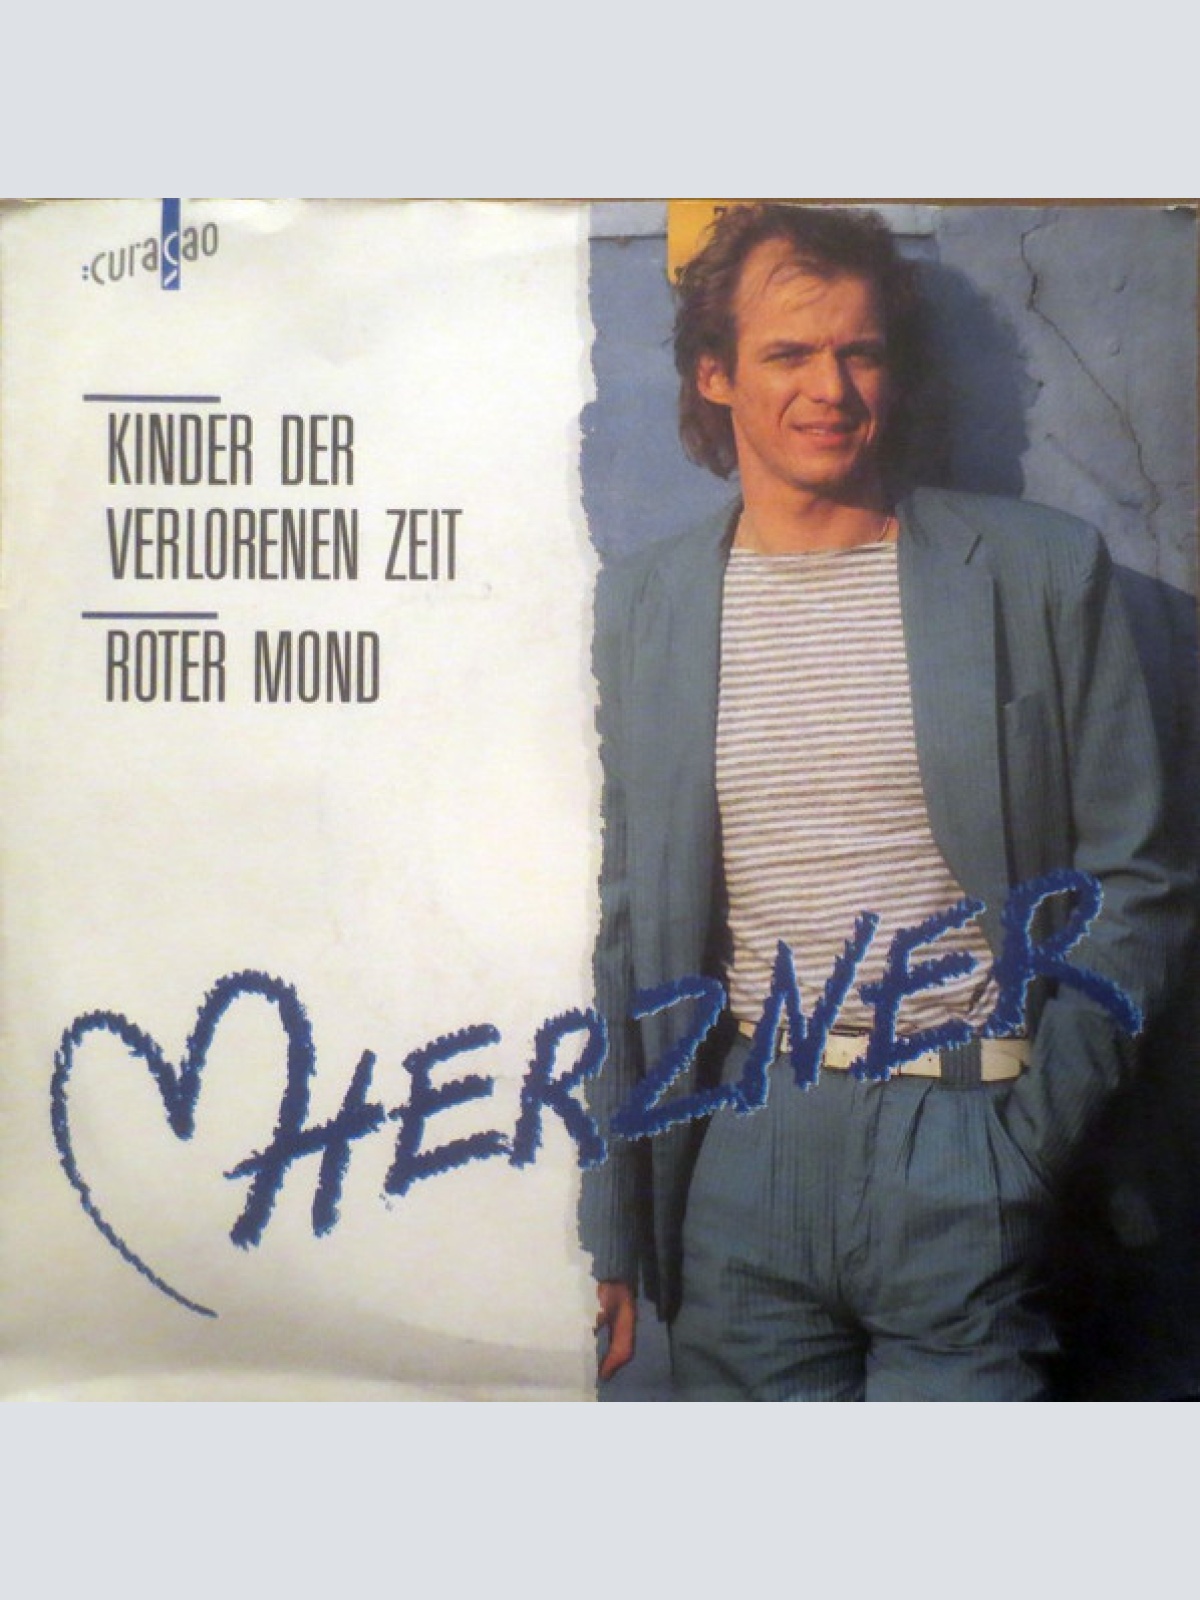 :curaçao
KINDER DER
VERLORENEN ZEIT
ROTER MOND
HERZNER